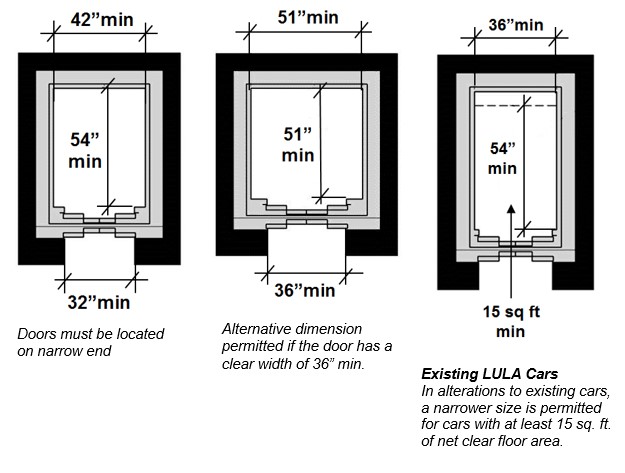 42”min
54”
min
32”min
Doors must be located
on narrow end
51”min
51”
min
36”min
Alternative dimension
permitted if the door has a
clear width of 36” min.
36”min
54”
min
15 sq ft
min
Existing LULA Cars
In alterations to existing cars,
a narrower size is permitted
for cars with at least 15 sq. ft.
of net clear floor area.